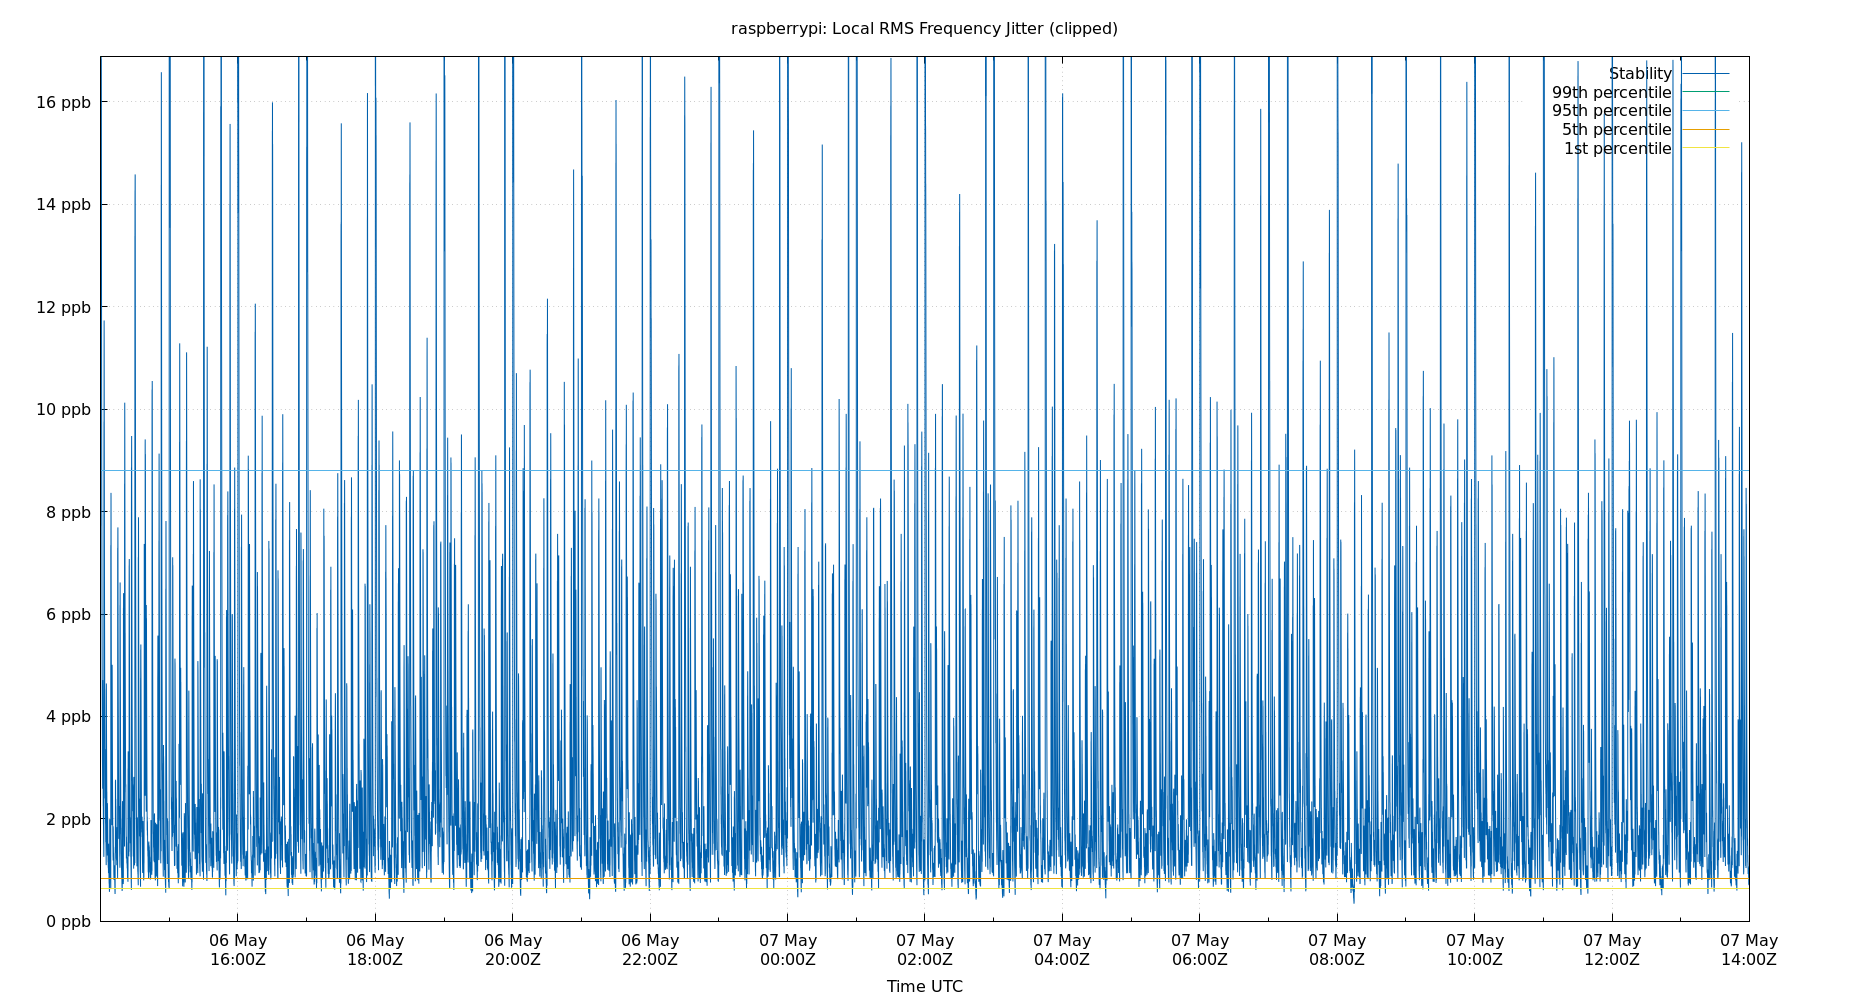 raspberrypi: Local RMS Frequency Jitter (clipped)
Stability
99th percentile
95th percentile
5th percentile
1st percentile
16 ppb
14 ppb
12 ppb
10 ppb
8 ppb
6 ppb
4 ppb
2 ppb
0 ppb
06 May 06 May 06 May 06 May 07 May 07 May 07 May 07 May 07 May 07 May 07 May 07 May
16:00Z 18:00Z 20:00Z 22:00Z 00:00Z 02:00Z 04:00Z 06:00Z 08:00Z 10:00Z 12:00Z 14:00Z
Time UTC